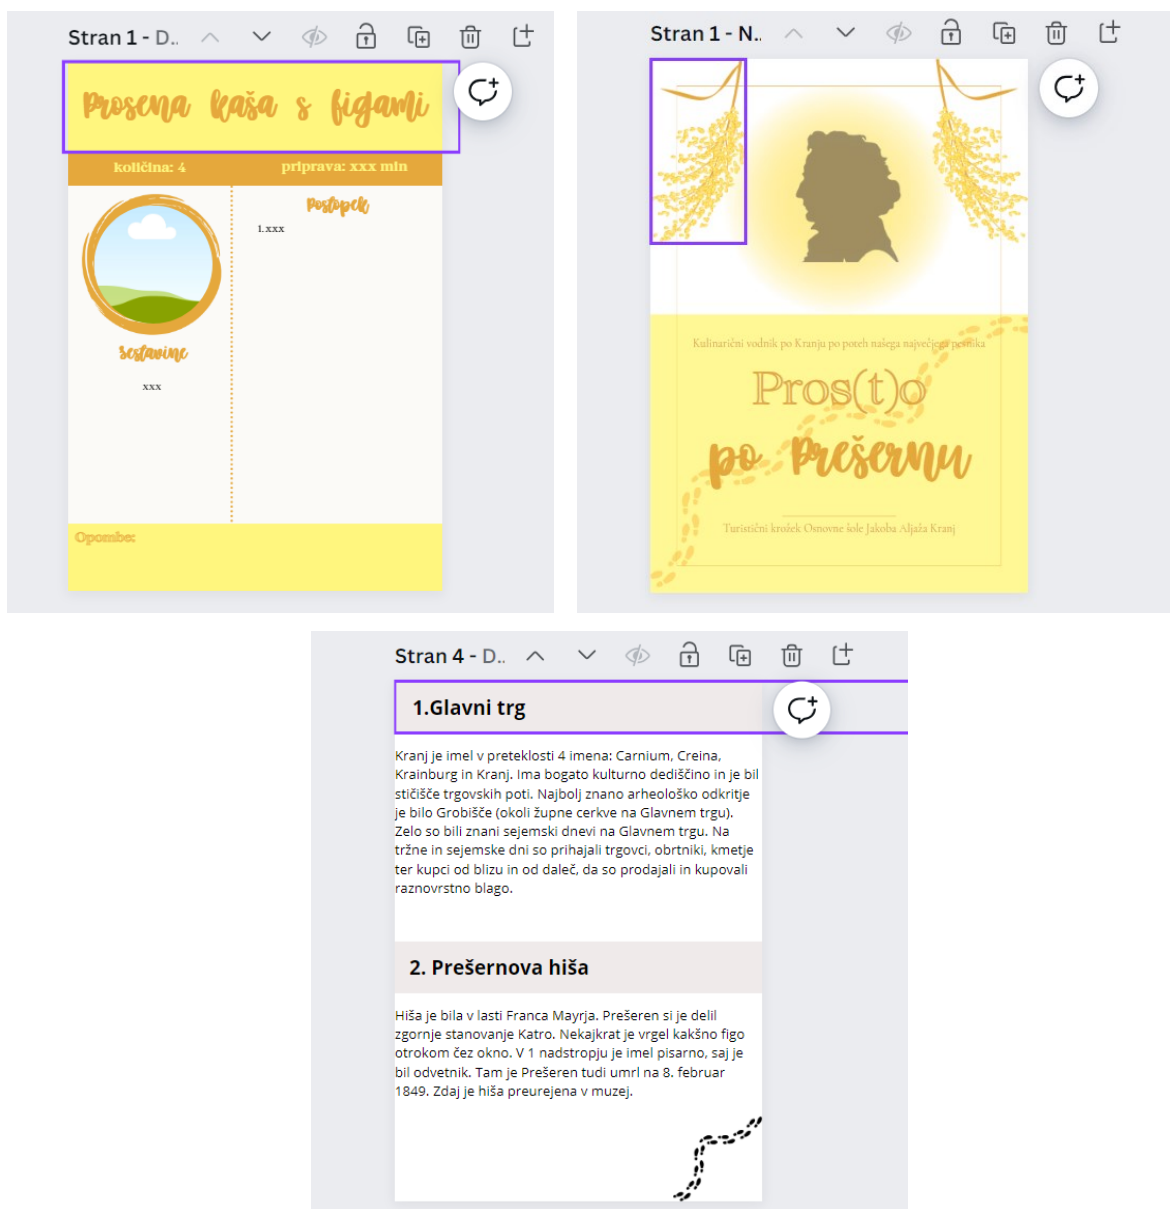 Stran 1 - D..
Prosena kaša s figami
količina: 4
priprava: xxx min
Postopek
1.xxx
Sestavine
xxx
Opombe:
Stran 1 - N..
Kulinarični vodnik po Kranju po poteh našega največjega pesnika
Pros(t)o
po Prešernu
Turistični krožek Osnovne šole Jakoba Aljaža Kranj
Stran 4 - D..
1.Glavni trg
Kranj je imel v preteklosti 4 imena: Carnium, Creina,
Krainburg in Kranj. Ima bogato kulturno dediščino in je bil
stičišče trgovskih poti. Najbolj znano arheološko odkritje
je bilo Grobišče (okoli župne cerkve na Glavnem trgu).
Zelo so bili znani sejemski dnevi na Glavnem trgu. Na
tržne in sejemske dni so prihajali trgovci, obrtniki, kmetje
ter kupci od blizu in od daleč, da so prodajali in kupovali
raznovrstno blago.
2. Prešernova hiša
Hiša je bila v lasti Franca Mayrja. Prešeren si je delil
zgornje stanovanje Katro. Nekajkrat je vrgel kakšno figo
otrokom čez okno. V 1 nadstropju je imel pisarno, saj je
bil odvetnik. Tam je Prešeren tudi umrl na 8. februar
1849. Zdaj je hiša preurejena v muzej.